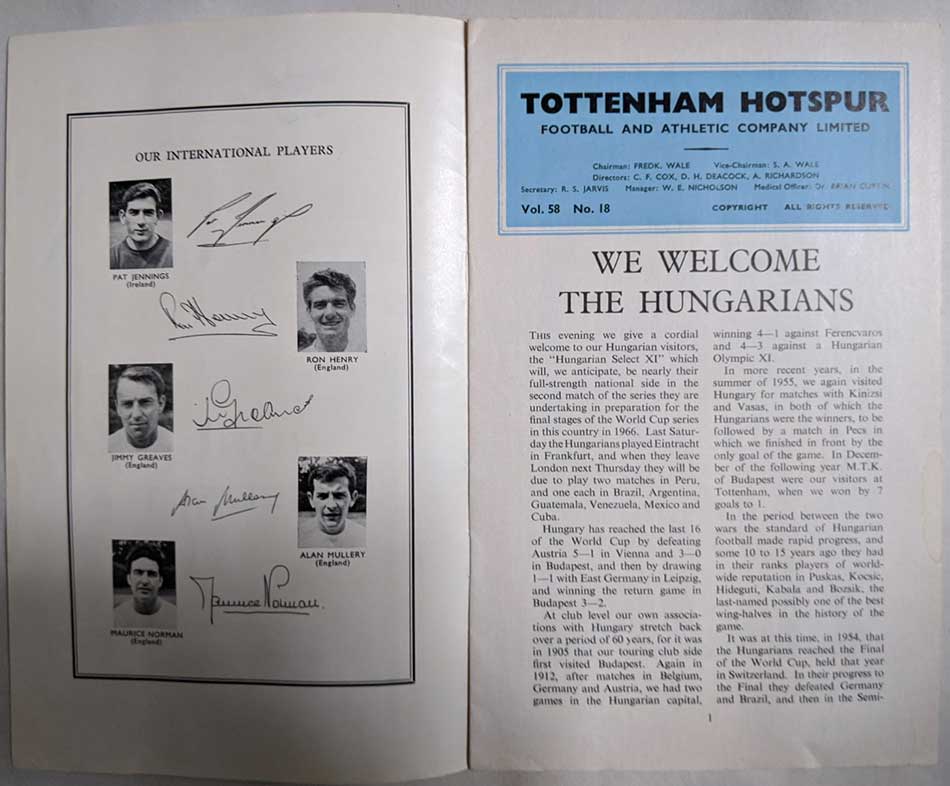 OUR INTERNATIONAL PLAYERS
Pat Jennings
PAT JENNINGS
(Ireland)
Ron Henry
RON HENRY
(England)
JIMMY GREAVES
(England)
Alan Mullery
ALAN MULLERY
(England)
Maurice Norman
MAURICE NORMAN
(England)
TOTTENHAM HOTSPUR
FOOTBALL AND ATHLETIC COMPANY LIMITED
Chairman: FREDK. WALE Vice-Chairman: S. A. WALE
Directors: C. F. COX, D. H. DEACOCK, A. RICHARDSON
Secretary: R. S. JARVIS Manager: W. E. NICHOLSON Medical Officer: Dr. BRIAN
Vol. 58 No. 18 COPYRIGHT ALL RIGHTS RESERVED
WE WELCOME
THE HUNGARIANS
THIS evening we give a cordial
welcome to our Hungarian visitors,
the "Hungarian Select XI" which
will, we anticipate, be nearly their
full-strength national side in the
second match of the series they are
undertaking in preparation for the
final stages of the World Cup series
in this country in 1966. Last Satur-
day the Hungarians played Eintracht
in Frankfurt, and when they leave
London next Thursday they will be
due to play two matches in Peru,
and one each in Brazil, Argentina,
Guatemala, Venezuela, Mexico and
Cuba.
Hungary has reached the last 16
of the World Cup by defeating
Austria 5—1 in Vienna and 3—0
in Budapest, and then by drawing
1—1 with East Germany in Leipzig,
and winning the return game in
Budapest 3—2.
At club level our own associa-
tions with Hungary stretch back
over a period of 60 years, for it was
in 1905 that our touring club side
first visited Budapest. Again in
1912, after matches in Belgium,
Germany and Austria, we had two
games in the Hungarian capital,
winning 4—1 against Ferencvaros
and 4—3 against a Hungarian
Olympic XI.
In more recent years, in the
summer of 1955, we again visited
Hungary for matches with Kinizsi
and Vasas, in both of which the
Hungarians were the winners, to be
followed by a match in Pecs in
which we finished in front by the
only goal of the game. In Decem-
ber of the following year M.T.K.
of Budapest were our visitors at
Tottenham, when we won by 7
goals to 1.
In the period between the two
wars the standard of Hungarian
football made rapid progress, and
some 10 to 15 years ago they had
in their ranks players of world-
wide reputation in Puskas, Kocsic,
Hideguti, Kabala and Bozsik, the
last-named possibly one of the best
wing-halves in the history of the
game.
It was at this time, in 1954, that
the Hungarians reached the Final
of the World Cup, held that year
in Switzerland. In their progress to
the Final they defeated Germany
and Brazil, and then in the Semi-
1